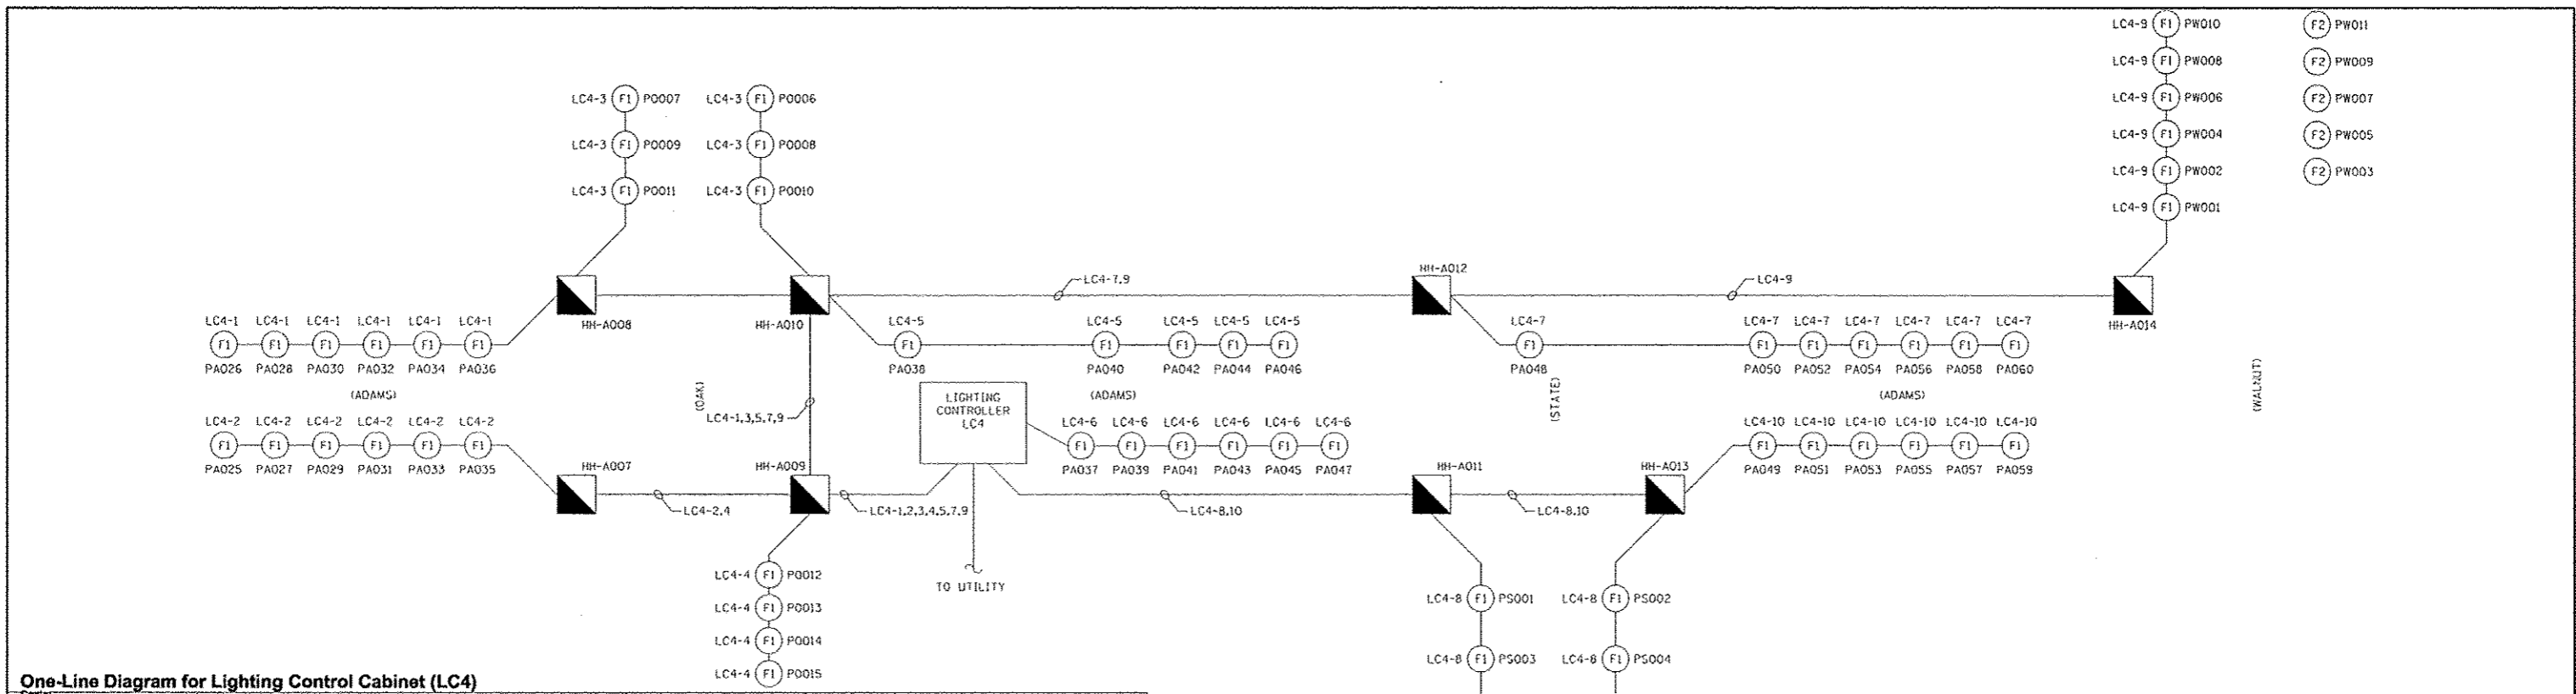 LC4-9 F1 PW010 F2 PW011
LC4-9 F1 PW008 F2 PW009
LC4-9 F1 PW006 F2 PW007
LC4-9 F1 PW004 F2 PW005
LC4-9 F1 PW002 F2 PW003
LC4-9 F1 PW001
LC4-3 F1 PO007 LC4-3 F1 PO006
LC4-3 F1 PO009 LC4-3 F1 PO008
LC4-3 F1 PO011 LC4-3 F1 PO010
HH-A008 HH-A010 LC4-7,9 HH-A012 LC4-9 HH-A014
LC4-1 LC4-1 LC4-1 LC4-1 LC4-1 LC4-1 LC4-5 LC4-5 LC4-5 LC4-5 LC4-5 LC4-7 LC4-7 LC4-7 LC4-7 LC4-7 LC4-7 LC4-7
F1 F1 F1 F1 F1 F1 F1 F1 F1 F1 F1 F1 F1 F1 F1 F1 F1 F1
PA026 PA028 PA030 PA032 PA034 PA036 PA038 PA040 PA042 PA044 PA046 PA048 PA050 PA052 PA054 PA056 PA058 PA060
(ADAMS) (OAK) (ADAMS) (STATE) (ADAMS) (WALNUT)
LIGHTING
CONTROLLER
LC4
LC4-1,3,5,7,9
LC4-2 LC4-2 LC4-2 LC4-2 LC4-2 LC4-2 LC4-6 LC4-6 LC4-6 LC4-6 LC4-6 LC4-6 LC4-10 LC4-10 LC4-10 LC4-10 LC4-10 LC4-10
F1 F1 F1 F1 F1 F1 F1 F1 F1 F1 F1 F1 F1 F1 F1 F1 F1 F1
PA025 PA027 PA029 PA031 PA033 PA035 PA037 PA039 PA041 PA043 PA045 PA047 PA049 PA051 PA053 PA055 PA057 PA059
HH-A007 HH-A009 HH-A011 HH-A013
LC4-2,4 LC4-1,2,3,4,5,7,9 LC4-8,10 LC4-8,10
TO UTILITY
LC4-4 F1 PO012
LC4-4 F1 PO013
LC4-4 F1 PO014
LC4-4 F1 PO015
LC4-8 F1 PS001 LC4-8 F1 PS002
LC4-8 F1 PS003 LC4-8 F1 PS004
One-Line Diagram for Lighting Control Cabinet (LC4)